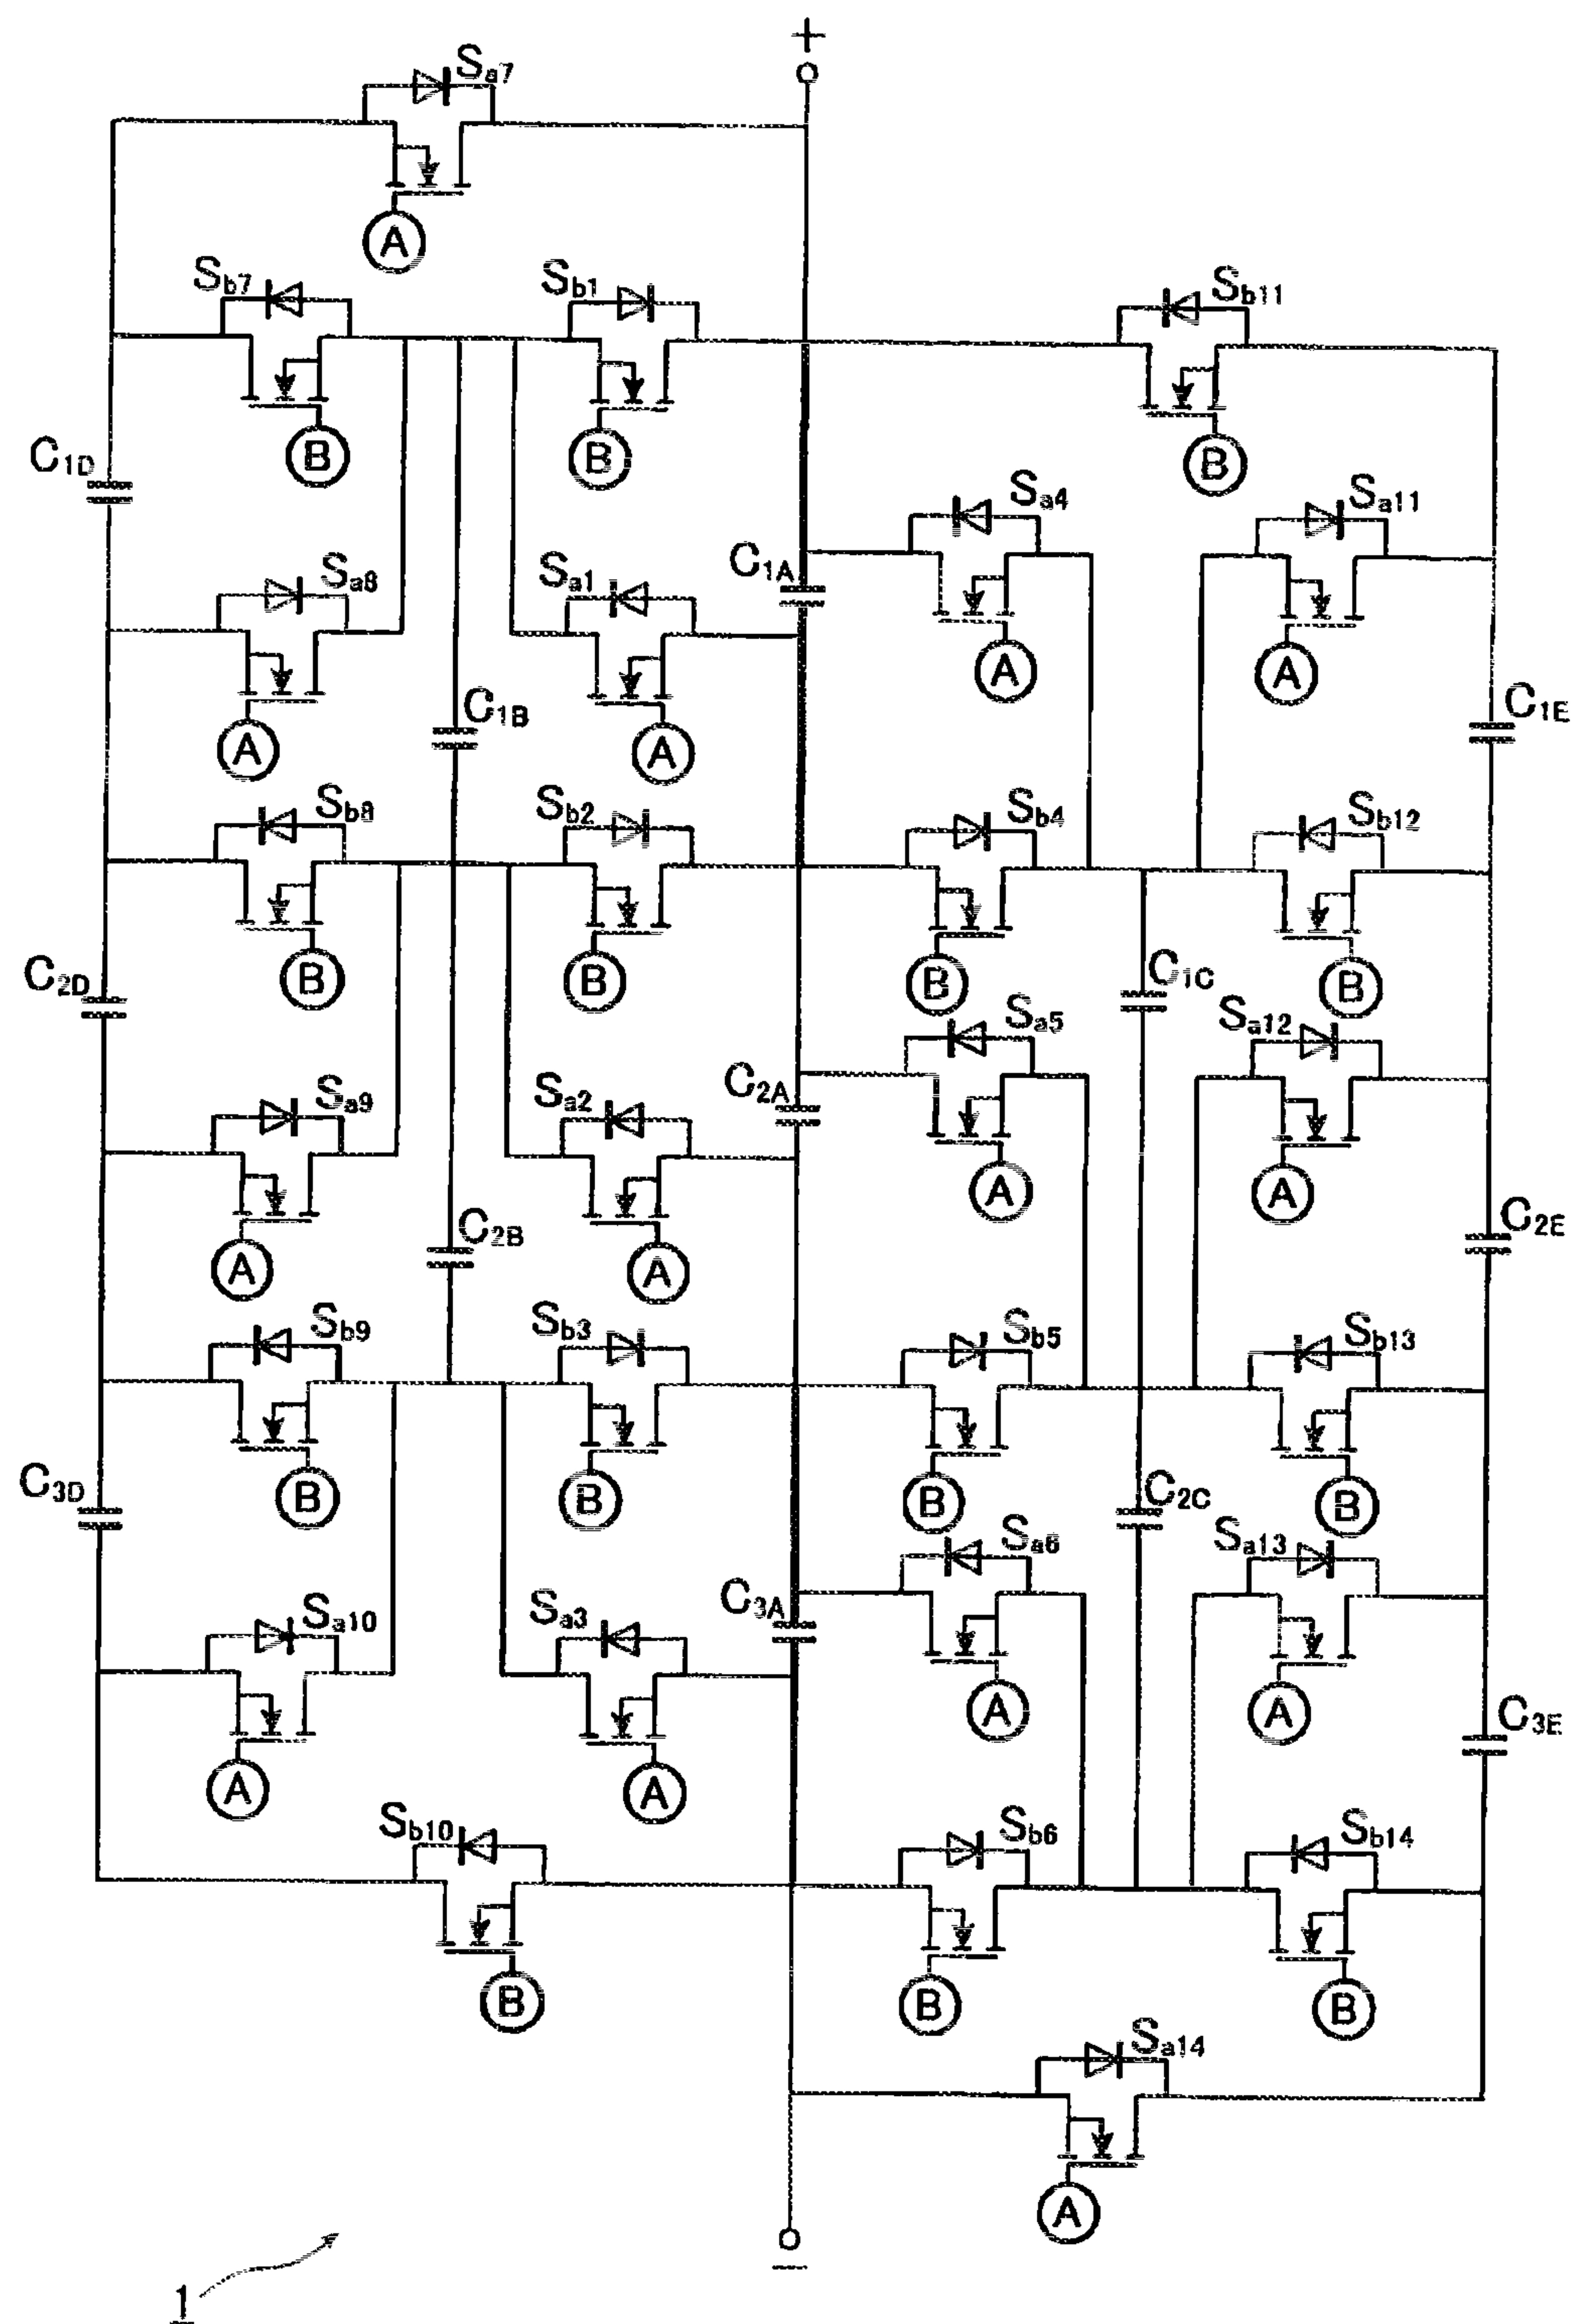 +
Sa7
A
Sb7
Sb1
Sb11
B
B
B
C1D
Sa4
Sa11
C1A
Sa8
Sa1
A
A
C1B
C1E
A
A
Sb8
Sb2
Sb4
Sb12
C2D
B
B
B
C1C
B
Sa5
Sa12
C2A
Sa9
Sa2
A
A
C2B
C2E
A
A
Sb9
Sb3
Sb5
Sb13
C3D
B
B
B
C2C
B
Sa6
Sa13
C3A
Sa10
Sa3
A
A
C3E
A
A
Sb10
Sb6
Sb14
B
B
B
Sa14
A
−
1